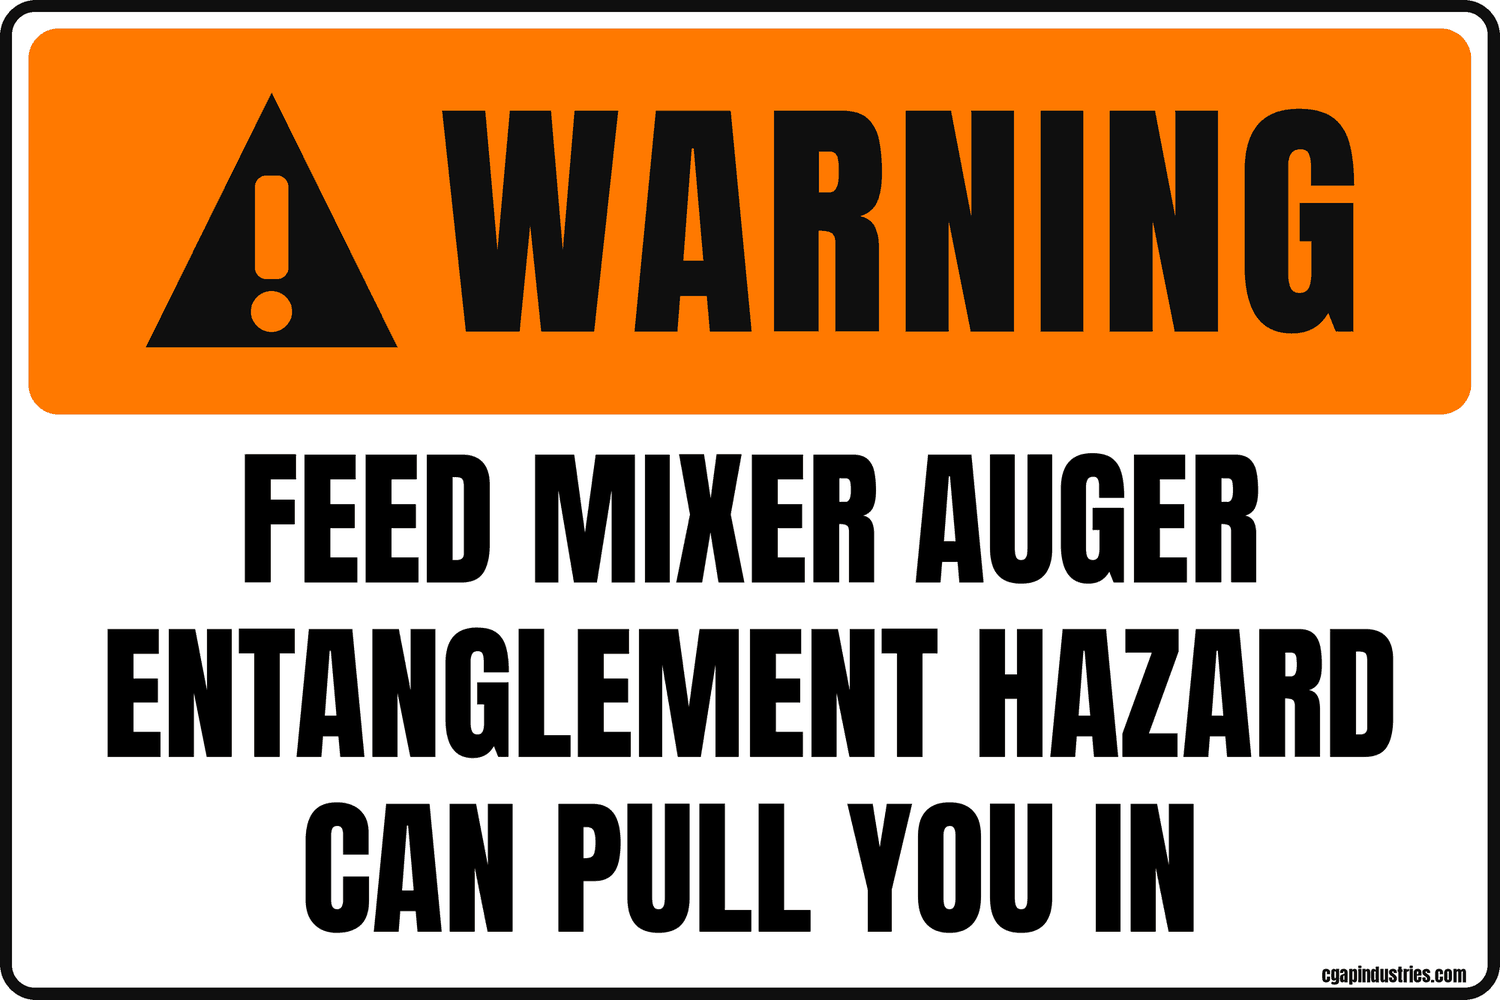 WARNING
FEED MIXER AUGER
ENTANGLEMENT HAZARD
CAN PULL YOU IN
cgapindustries.com